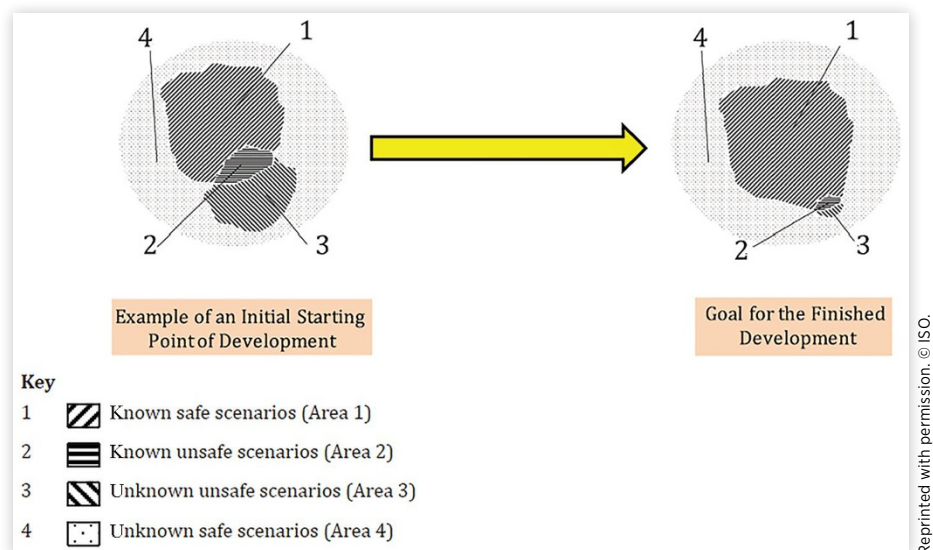 4
1
2
3
4
1
2
3
Example of an Initial Starting
Point of Development
Goal for the Finished
Development
Key
1 Known safe scenarios (Area 1)
2 Known unsafe scenarios (Area 2)
3 Unknown unsafe scenarios (Area 3)
4 Unknown safe scenarios (Area 4)
Reprinted with permission. © ISO.